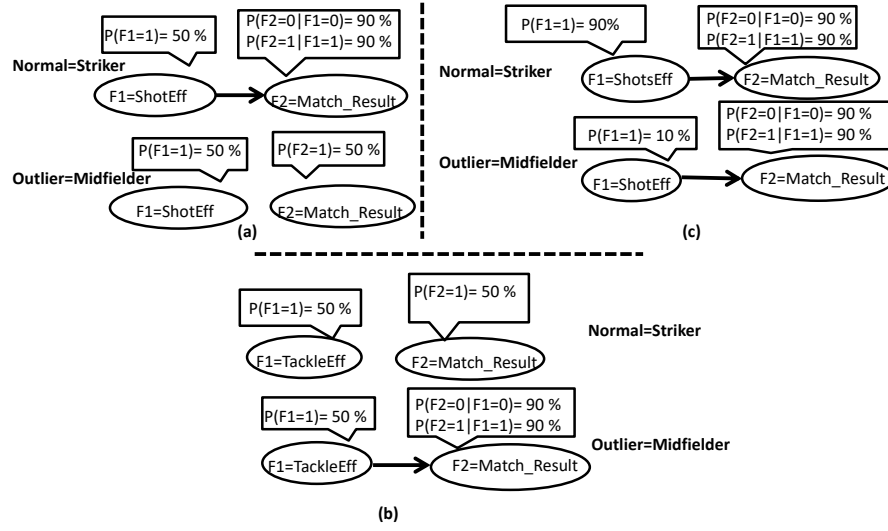 P(F1=1)= 50 %
P(F2=0|F1=0)= 90 %
P(F2=1|F1=1)= 90 %
Normal=Striker
F1=ShotEff
F2=Match_Result
P(F1=1)= 50 %
P(F2=1)= 50 %
Outlier=Midfielder
F1=ShotEff
F2=Match_Result
(a)
P(F1=1)= 90%
P(F2=0|F1=0)= 90 %
P(F2=1|F1=1)= 90 %
Normal=Striker
F1=ShotsEff
F2=Match_Result
P(F1=1)= 10 %
P(F2=0|F1=0)= 90 %
P(F2=1|F1=1)= 90 %
Outlier=Midfielder
F1=ShotEff
F2=Match_Result
(c)
P(F1=1)= 50 %
P(F2=1)= 50 %
Normal=Striker
F1=TackleEff
F2=Match_Result
P(F1=1)= 50 %
P(F2=0|F1=0)= 90 %
P(F2=1|F1=1)= 90 %
Outlier=Midfielder
F1=TackleEff
F2=Match_Result
(b)